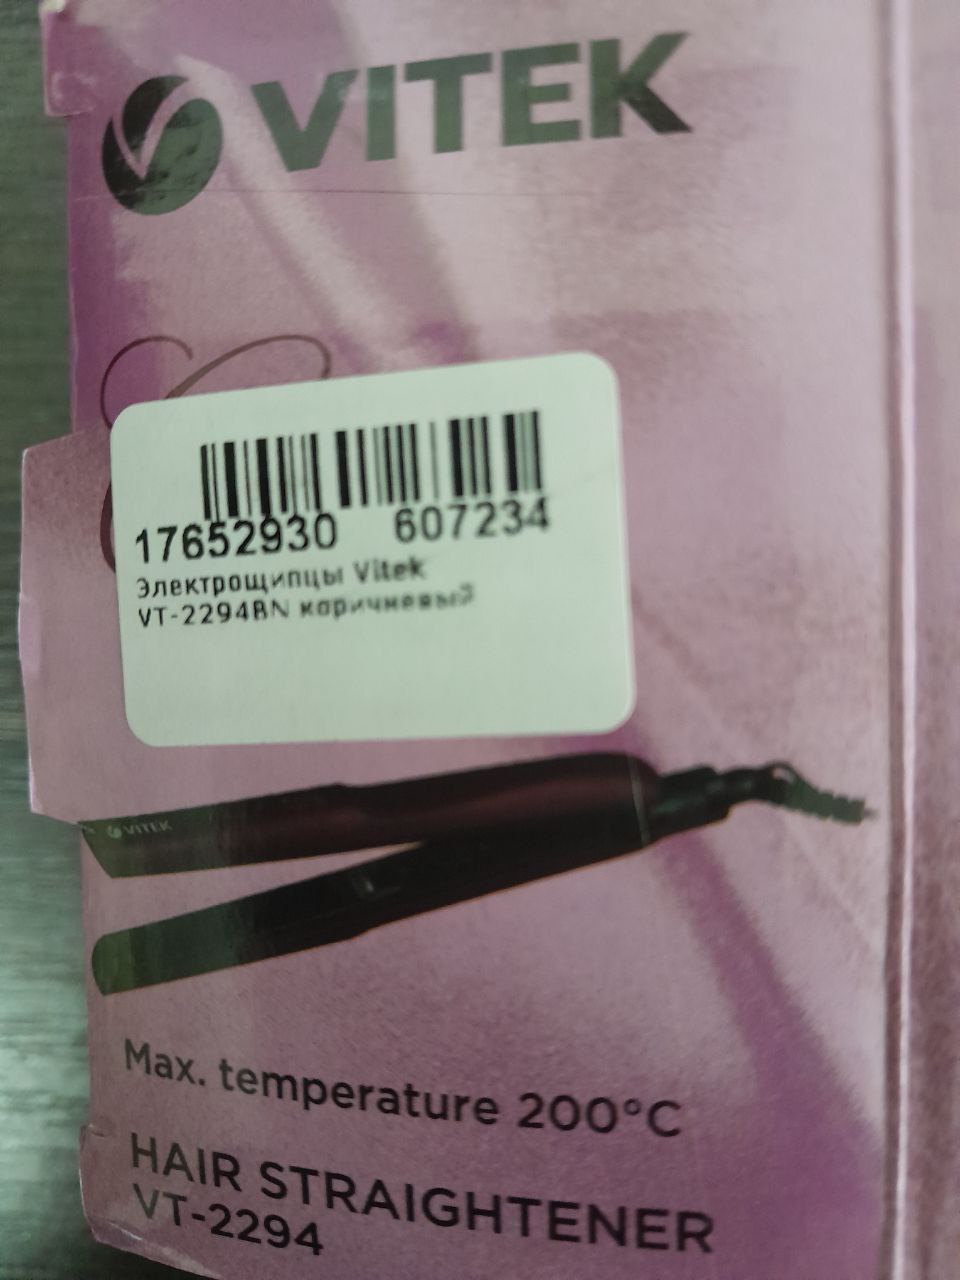 VITEK
17652930 607234
Электрощипцы Vitek
VT-2294BN коричневый
VITEK
Max. temperature 200°C
HAIR STRAIGHTENER
VT-2294